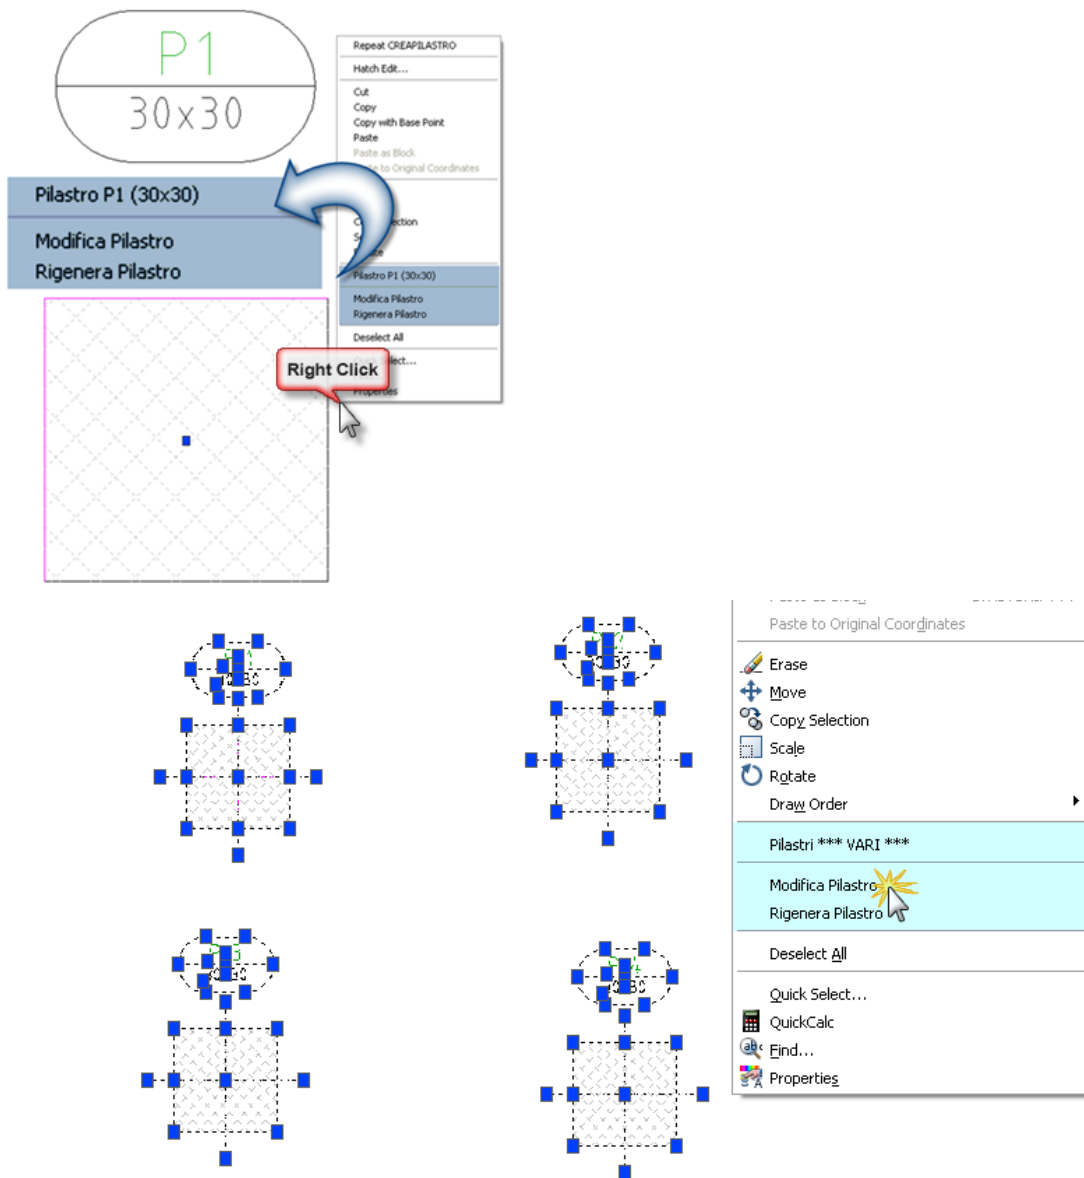 P1
30x30
Pilastro P1 (30x30)
Modifica Pilastro
Rigenera Pilastro
Repeat CREAPILASTRO
Hatch Edit...
Cut
Copy
Copy with Base Point
Paste
Paste as Block
to Original Coordinates
Pilastro P1 (30x30)
Modifica Pilastro
Rigenera Pilastro
Deselect All
Right Click
Properties
Paste to Original Coordinates
Erase
Move
Copy Selection
Scale
Rotate
Draw Order
Pilastri *** VARI ***
Modifica Pilastro
Rigenera Pilastro
Deselect All
Quick Select...
QuickCalc
Find...
Properties